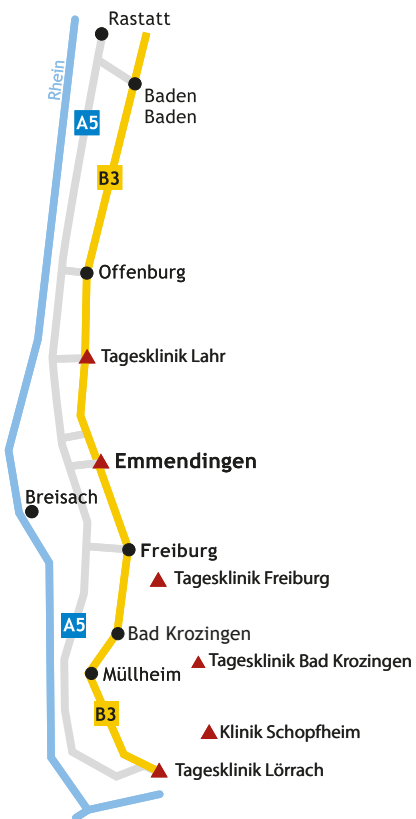 Rastatt
Rhein
Baden
Baden
A5
B3
Offenburg
Tagesklinik Lahr
Emmendingen
Breisach
Freiburg
Tagesklinik Freiburg
A5
Bad Krozingen
Tagesklinik Bad Krozingen
Müllheim
B3
Klinik Schopfheim
Tagesklinik Lörrach